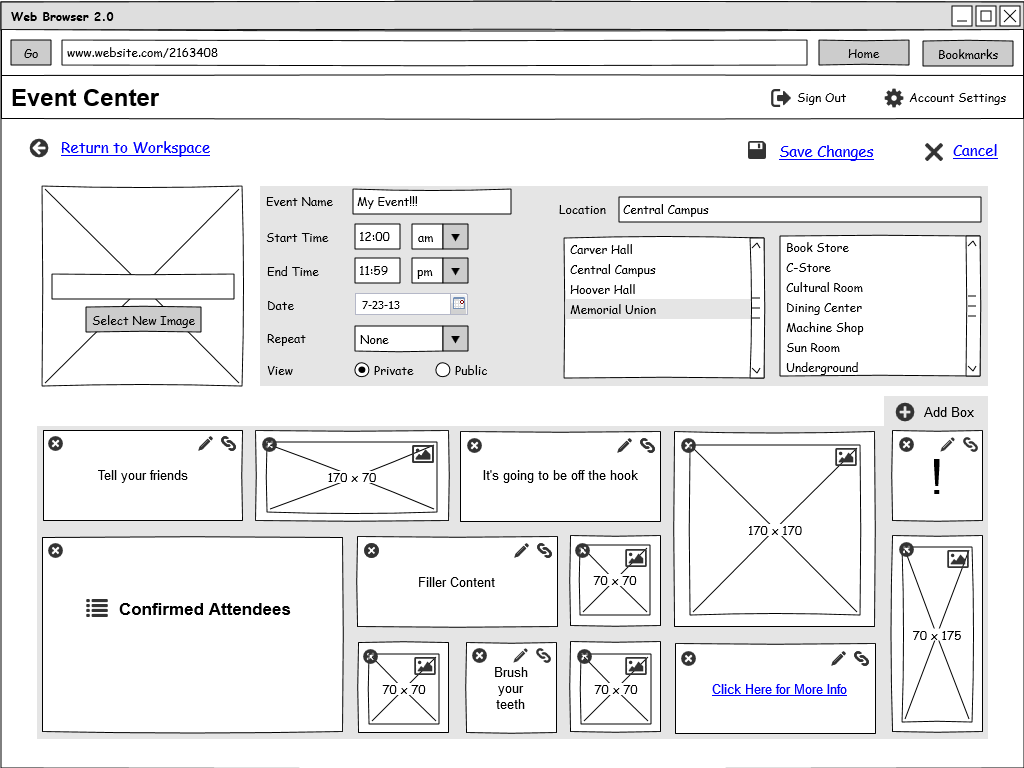 Web Browser 2.0
Go
www.website.com/2163408
Home
Bookmarks
Event Center
Sign Out
Account Settings
Return to Workspace
Save Changes
Cancel
Select New Image
Event Name
My Event!!!
Start Time
12:00
am
End Time
11:59
pm
Date
7-23-13
Repeat
None
View
Private
Public
Location
Central Campus
Carver Hall
Central Campus
Hoover Hall
Memorial Union
Book Store
C-Store
Cultural Room
Dining Center
Machine Shop
Sun Room
Underground
Add Box
Tell your friends
170 x 70
It's going to be off the hook
170 x 170
!
Confirmed Attendees
Filler Content
70 x 70
70 x 175
70 x 70
Brush
your
teeth
70 x 70
Click Here for More Info